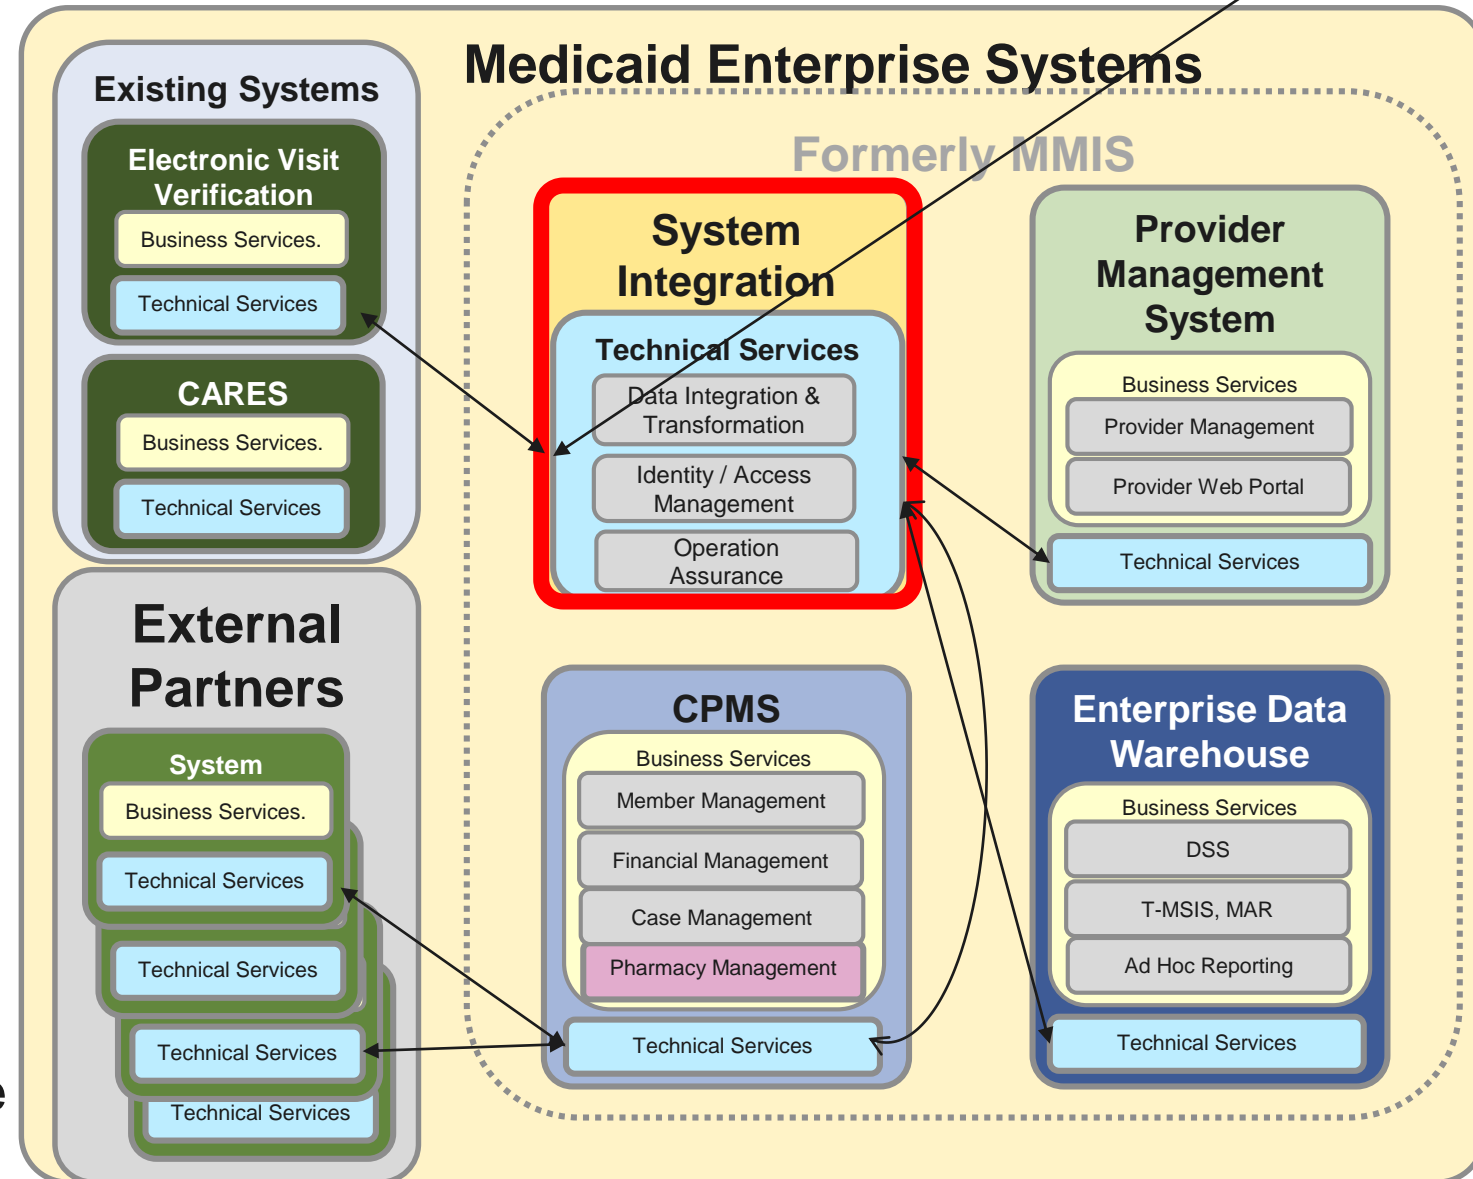 Medicaid Enterprise Systems
Existing Systems
Electronic Visit
Verification
Business Services.
Technical Services
CARES
Business Services.
Technical Services
External
Partners
System
Business Services.
Technical Services
Technical Services
Technical Services
Technical Services
Formerly MMIS
System
Integration
Technical Services
Data Integration &
Transformation
Identity / Access
Management
Operation
Assurance
Provider
Management
System
Business Services
Provider Management
Provider Web Portal
Technical Services
CPMS
Business Services
Member Management
Financial Management
Case Management
Pharmacy Management
Technical Services
Enterprise Data
Warehouse
Business Services
DSS
T-MSIS, MAR
Ad Hoc Reporting
Technical Services